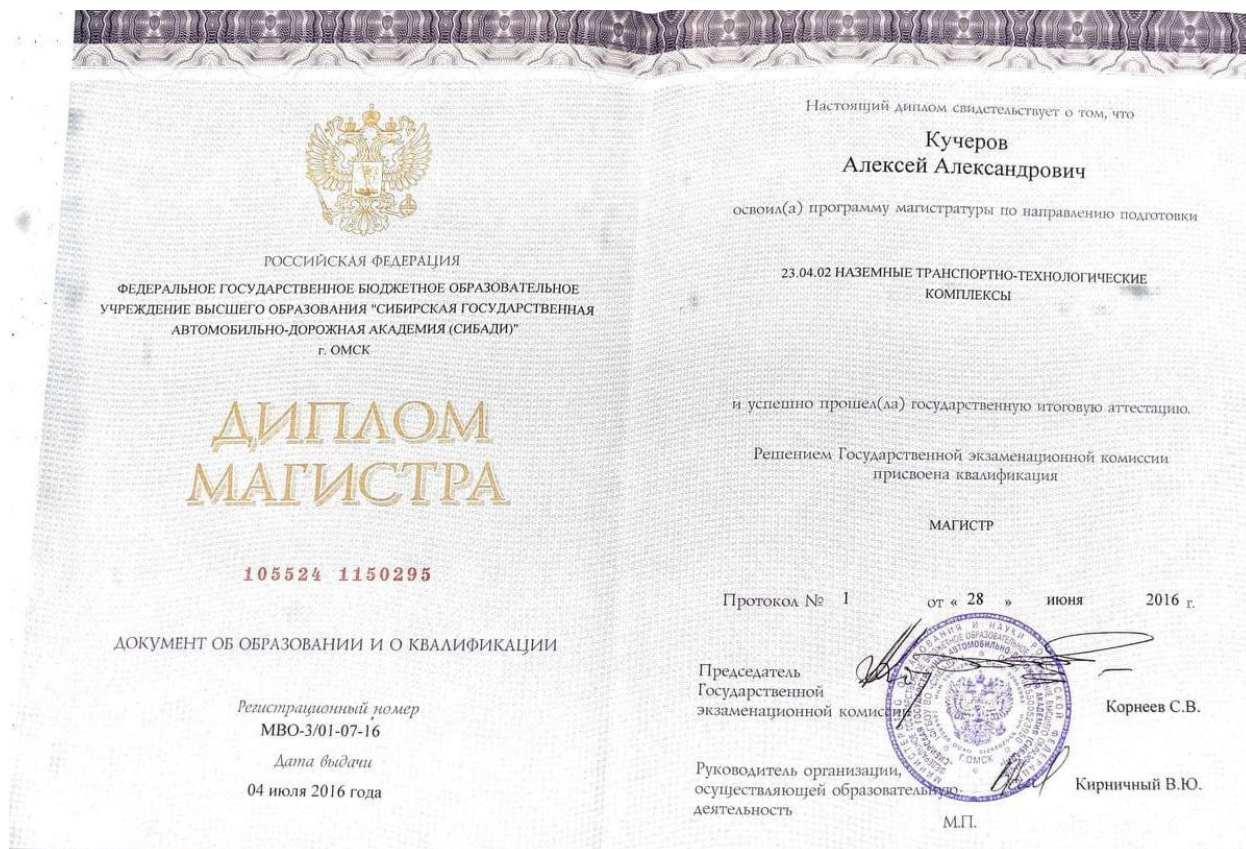 РОССИЙСКАЯ ФЕДЕРАЦИЯ
ФЕДЕРАЛЬНОЕ ГОСУДАРСТВЕННОЕ БЮДЖЕТНОЕ ОБРАЗОВАТЕЛЬНОЕ
УЧРЕЖДЕНИЕ ВЫСШЕГО ОБРАЗОВАНИЯ "СИБИРСКАЯ ГОСУДАРСТВЕННАЯ
АВТОМОБИЛЬНО-ДОРОЖНАЯ АКАДЕМИЯ (СИБАДИ)"
г. ОМСК
ДИПЛОМ
МАГИСТРА
105524 1150295
ДОКУМЕНТ ОБ ОБРАЗОВАНИИ И О КВАЛИФИКАЦИИ
Регистрационный номер
МВО-3/01-07-16
Дата выдачи
04 июля 2016 года
Настоящий диплом свидетельствует о том, что
Кучеров
Алексей Александрович
освоил(а) программу магистратуры по направлению подготовки
23.04.02 НАЗЕМНЫЕ ТРАНСПОРТНО-ТЕХНОЛОГИЧЕСКИЕ
КОМПЛЕКСЫ
и успешно прошел(ла) государственную итоговую аттестацию.
Решением Государственной экзаменационной комиссии
присвоена квалификация
МАГИСТР
Протокол № 1 от « 28 » июня 2016 г.
Председатель
Государственной
экзаменационной комиссии Корнеев С.В.
Руководитель организации,
осуществляющей образовательную
деятельность Кирничный В.Ю.
М.П.
Г.ОМСК